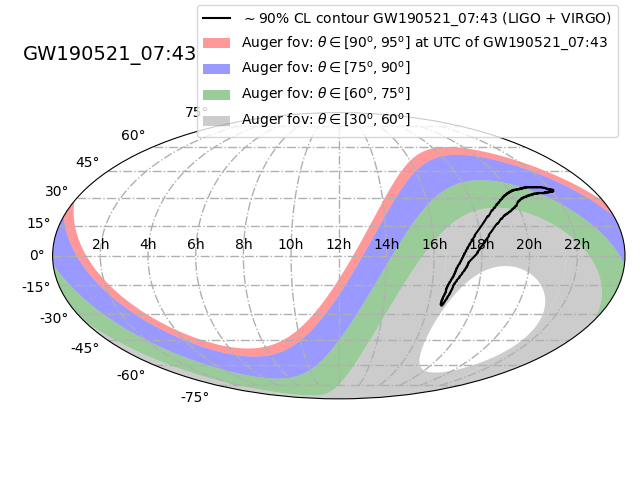 ~90% CL contour GW190521_07:43 (LIGO + VIRGO)
GW190521_07:43
Auger fov: θ ∈ [90°, 95°] at UTC of GW190521_07:43
Auger fov: θ ∈ [75°, 90°]
Auger fov: θ ∈ [60°, 75°]
Auger fov: θ ∈ [30°, 60°]
75°
60°
45°
30°
15°
0°
2h 4h 6h 8h 10h 12h 14h 16h 18h 20h 22h
-15°
-30°
-45°
-60°
-75°